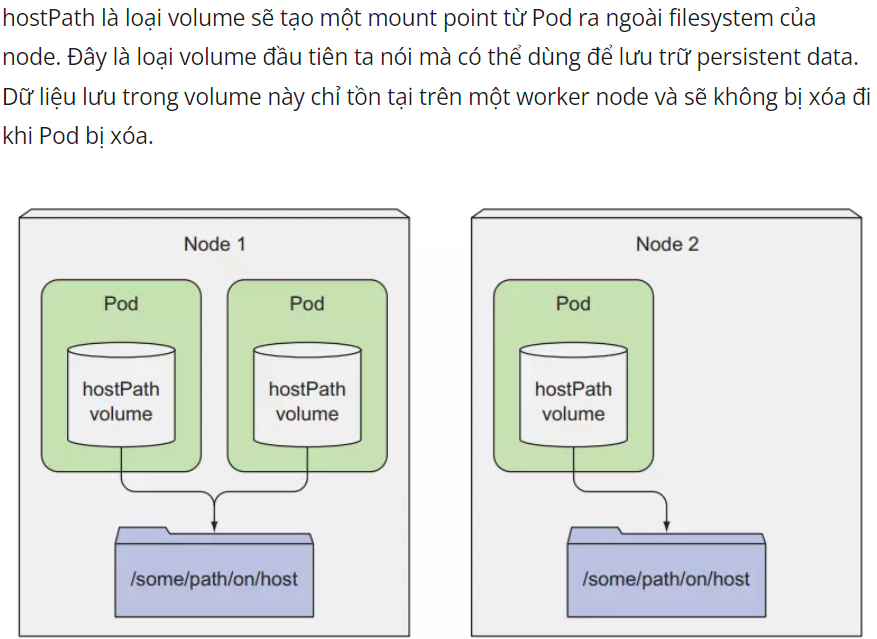 hostPath là loại volume sẽ tạo một mount point từ Pod ra ngoài filesystem của
node. Đây là loại volume đầu tiên ta nói mà có thể dùng để lưu trữ persistent data.
Dữ liệu lưu trong volume này chỉ tồn tại trên một worker node và sẽ không bị xóa đi
khi Pod bị xóa.
Node 1
Pod
hostPath
volume
Pod
hostPath
volume
/some/path/on/host
Node 2
Pod
hostPath
volume
/some/path/on/host